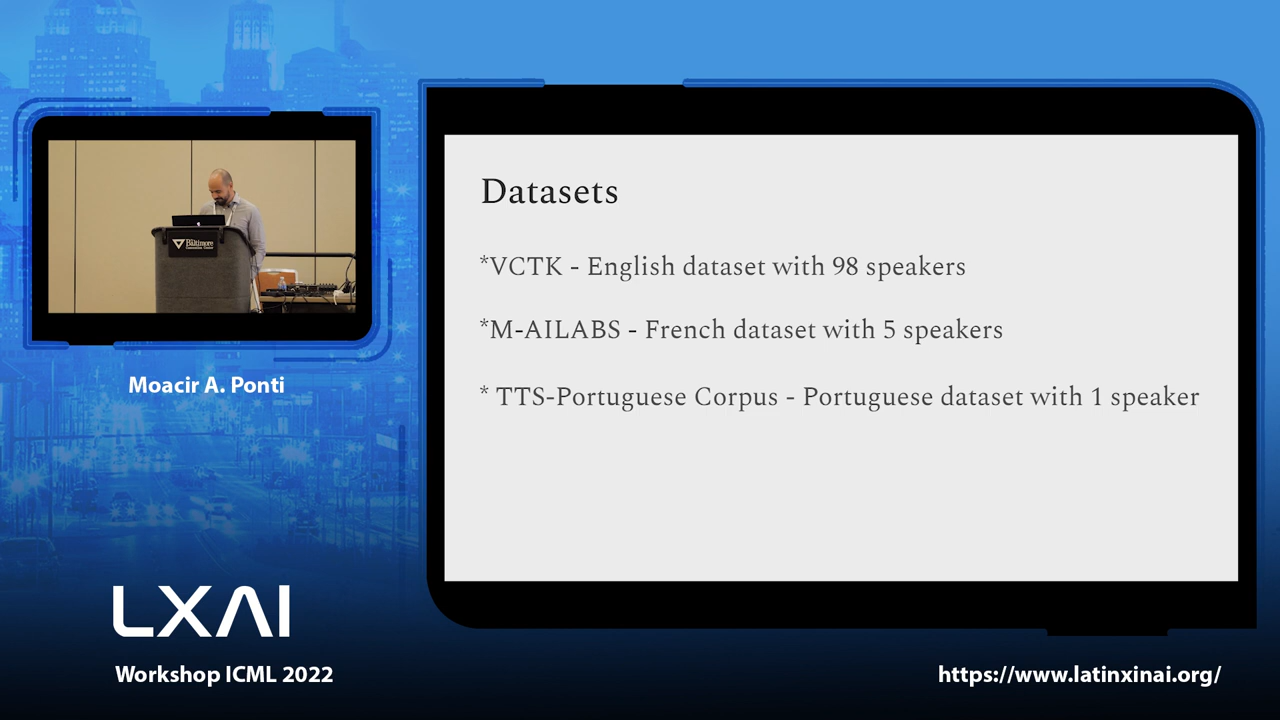 Datasets
*VCTK - English dataset with 98 speakers
*M-AILABS - French dataset with 5 speakers
* TTS-Portuguese Corpus - Portuguese dataset with 1 speaker
Baltimore
Moacir A. Ponti
LXAI
Workshop ICML 2022
https://www.latinxinai.org/